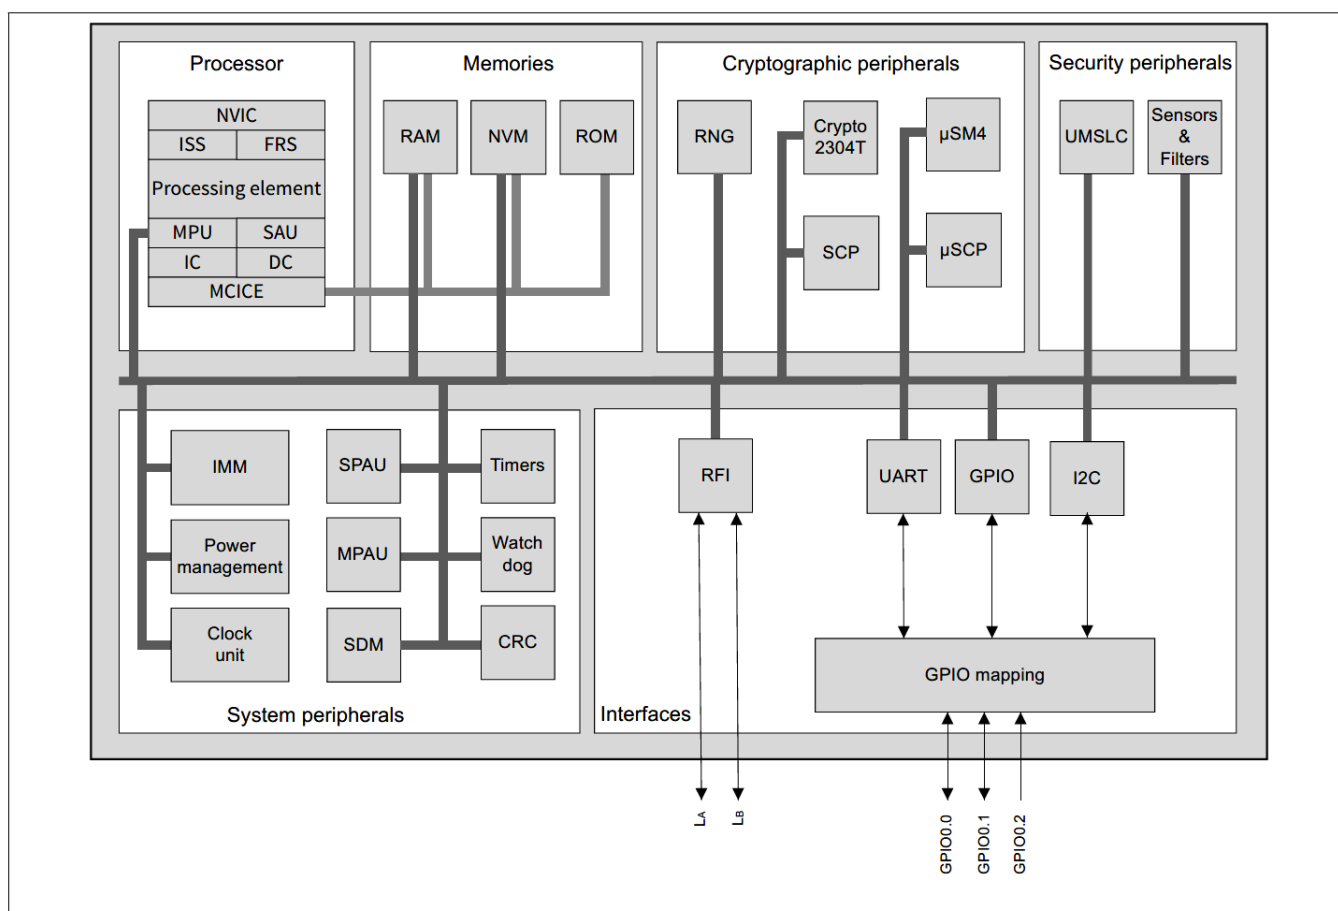 Processor
NVIC
ISS
FRS
Processing element
MPU
SAU
IC
DC
MCICE
Memories
RAM
NVM
ROM
Cryptographic peripherals
RNG
Crypto
2304T
µSM4
SCP
µSCP
Security peripherals
UMSLC
Sensors
&
Filters
IMM
SPAU
Timers
Power
management
MPAU
Watch
dog
Clock
unit
SDM
CRC
System peripherals
RFI
UART
GPIO
I2C
GPIO mapping
Interfaces
LA
LB
GPIO0.0
GPIO0.1
GPIO0.2